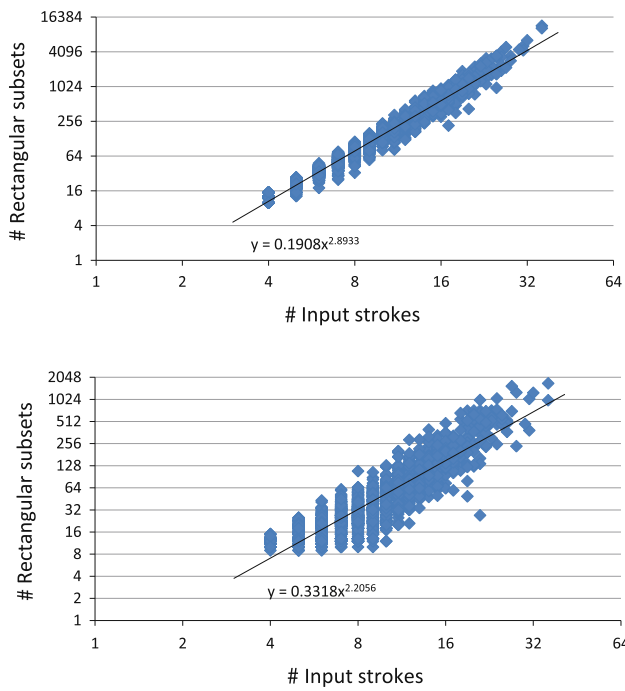 16384
4096
1024
256
64
16
4
1
# Rectangular subsets
y = 0.1908x^2.8933
1 2 4 8 16 32 64
# Input strokes
2048
1024
512
256
128
64
32
16
8
4
2
1
# Rectangular subsets
y = 0.3318x^2.2056
1 2 4 8 16 32 64
# Input strokes